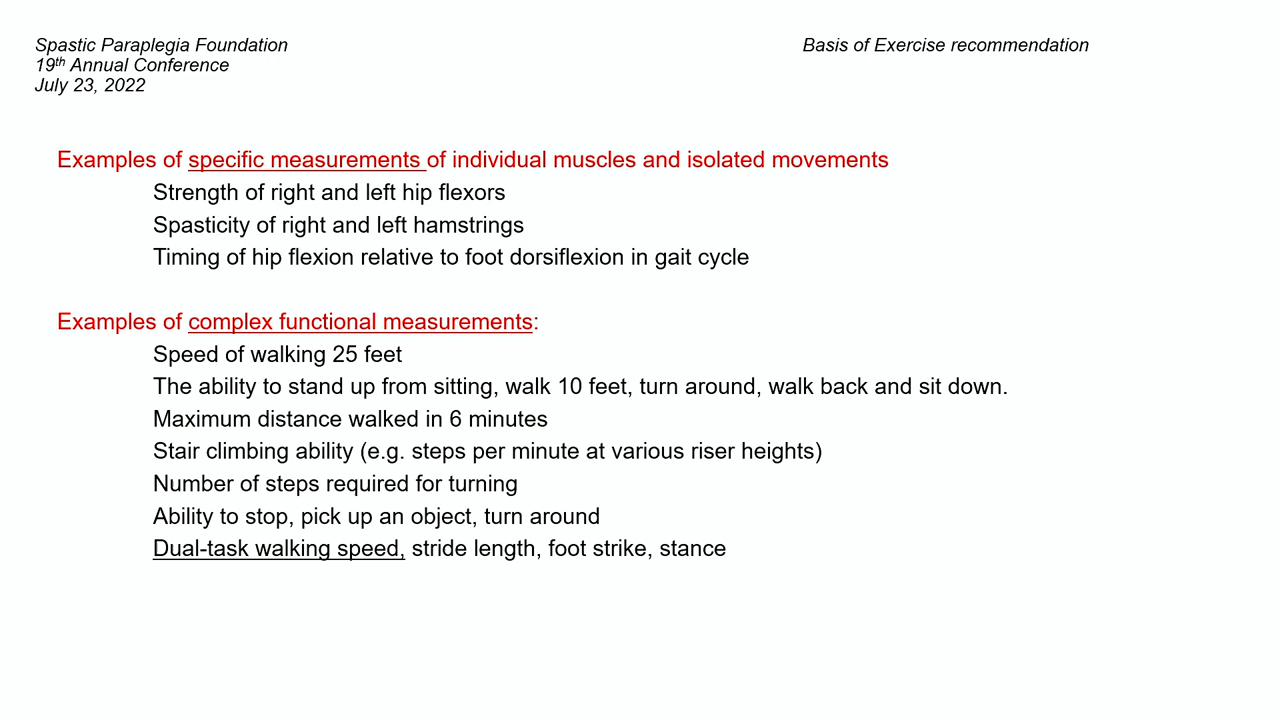 Spastic Paraplegia Foundation
19th Annual Conference
July 23, 2022
Basis of Exercise recommendation
Examples of specific measurements of individual muscles and isolated movements
Strength of right and left hip flexors
Spasticity of right and left hamstrings
Timing of hip flexion relative to foot dorsiflexion in gait cycle
Examples of complex functional measurements:
Speed of walking 25 feet
The ability to stand up from sitting, walk 10 feet, turn around, walk back and sit down.
Maximum distance walked in 6 minutes
Stair climbing ability (e.g. steps per minute at various riser heights)
Number of steps required for turning
Ability to stop, pick up an object, turn around
Dual-task walking speed, stride length, foot strike, stance